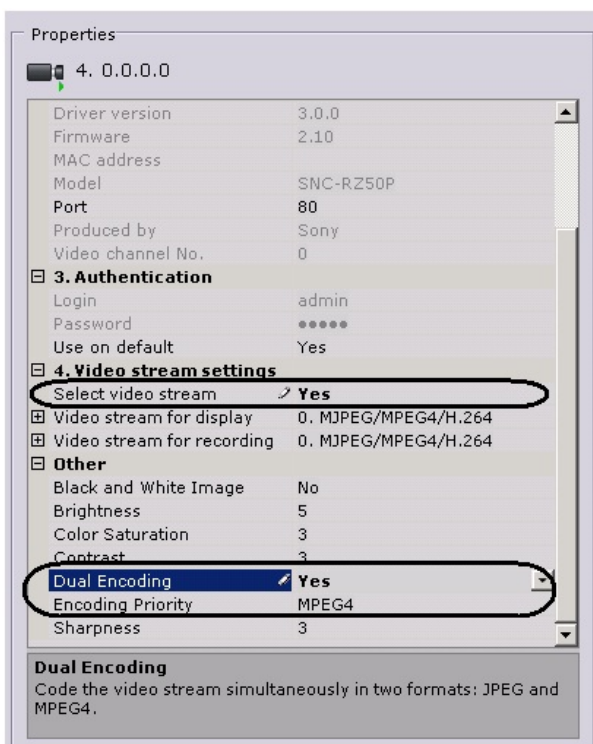 Properties
4. 0.0.0.0
Driver version 3.0.0
Firmware 2.10
MAC address
Model SNC-RZ50P
Port 80
Produced by Sony
Video channel No. 0
3. Authentication
Login admin
Password •••••
Use on default Yes
4. Video stream settings
Select video stream Yes
Video stream for display 0. MJPEG/MPEG4/H.264
Video stream for recording 0. MJPEG/MPEG4/H.264
Other
Black and White Image No
Brightness 5
Color Saturation 3
Contrast 3
Dual Encoding Yes
Encoding Priority MPEG4
Sharpness 3
Dual Encoding
Code the video stream simultaneously in two formats: JPEG and
MPEG4.